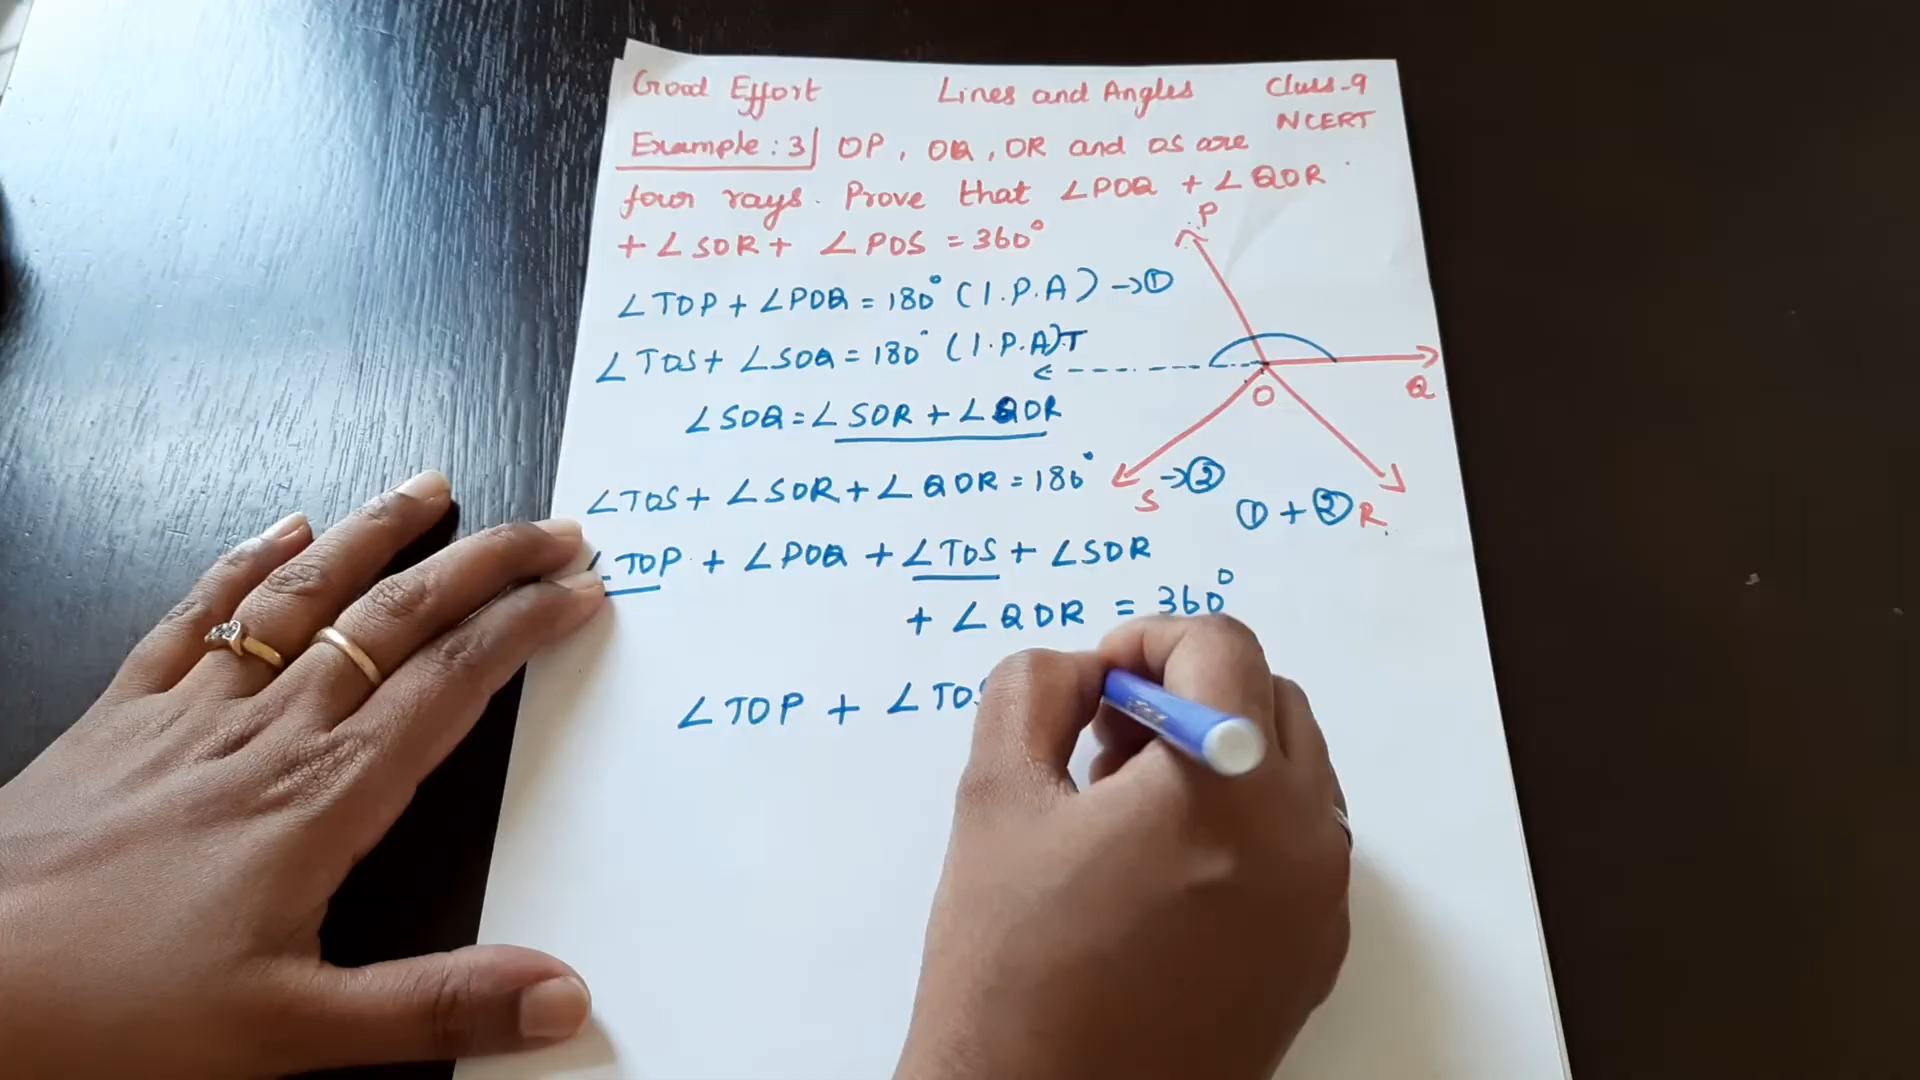 Good Effort Lines and Angles Class-9
NCERT
Example: 3 OP, OQ, OR and OS are
four rays. Prove that ∠POQ + ∠QOR
+ ∠SOR + ∠POS = 360°
P
∠TOP + ∠POQ = 180° (l.P.A) → ①
∠TOS + ∠SOQ = 180° (l.P.A) T
O Q
∠SOQ = ∠SOR + ∠QOR
∠TOS + ∠SOR + ∠QOR = 180° → ②
S ① + ② R
∠TOP + ∠POQ + ∠TOS + ∠SOR
+ ∠QOR = 360°
∠TOP + ∠TOS